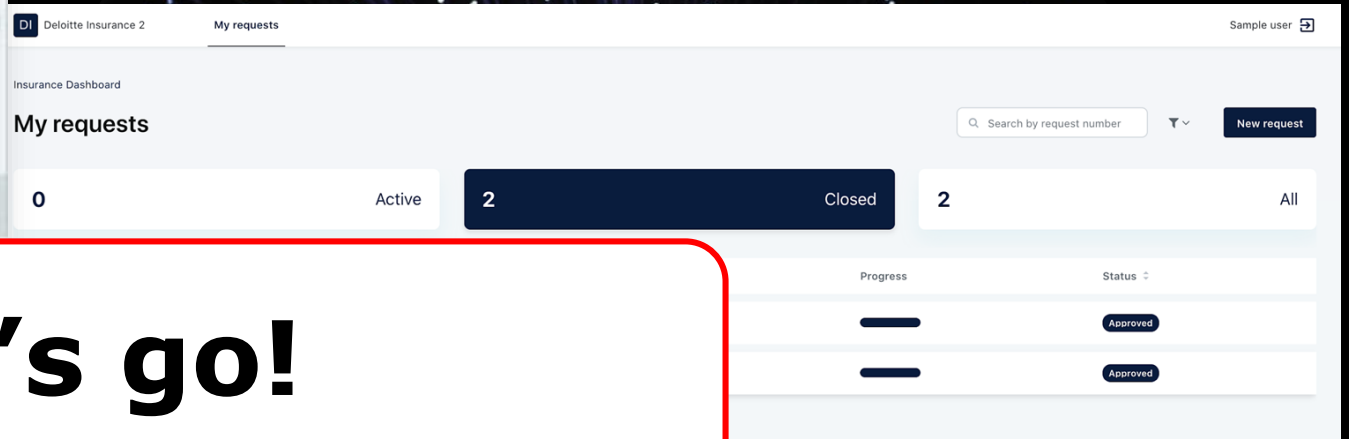 DI Deloitte Insurance 2 My requests Sample user
Insurance Dashboard
My requests Search by request number New request
0 Active 2 Closed 2 All
Progress Status
Approved
Approved
’s go!